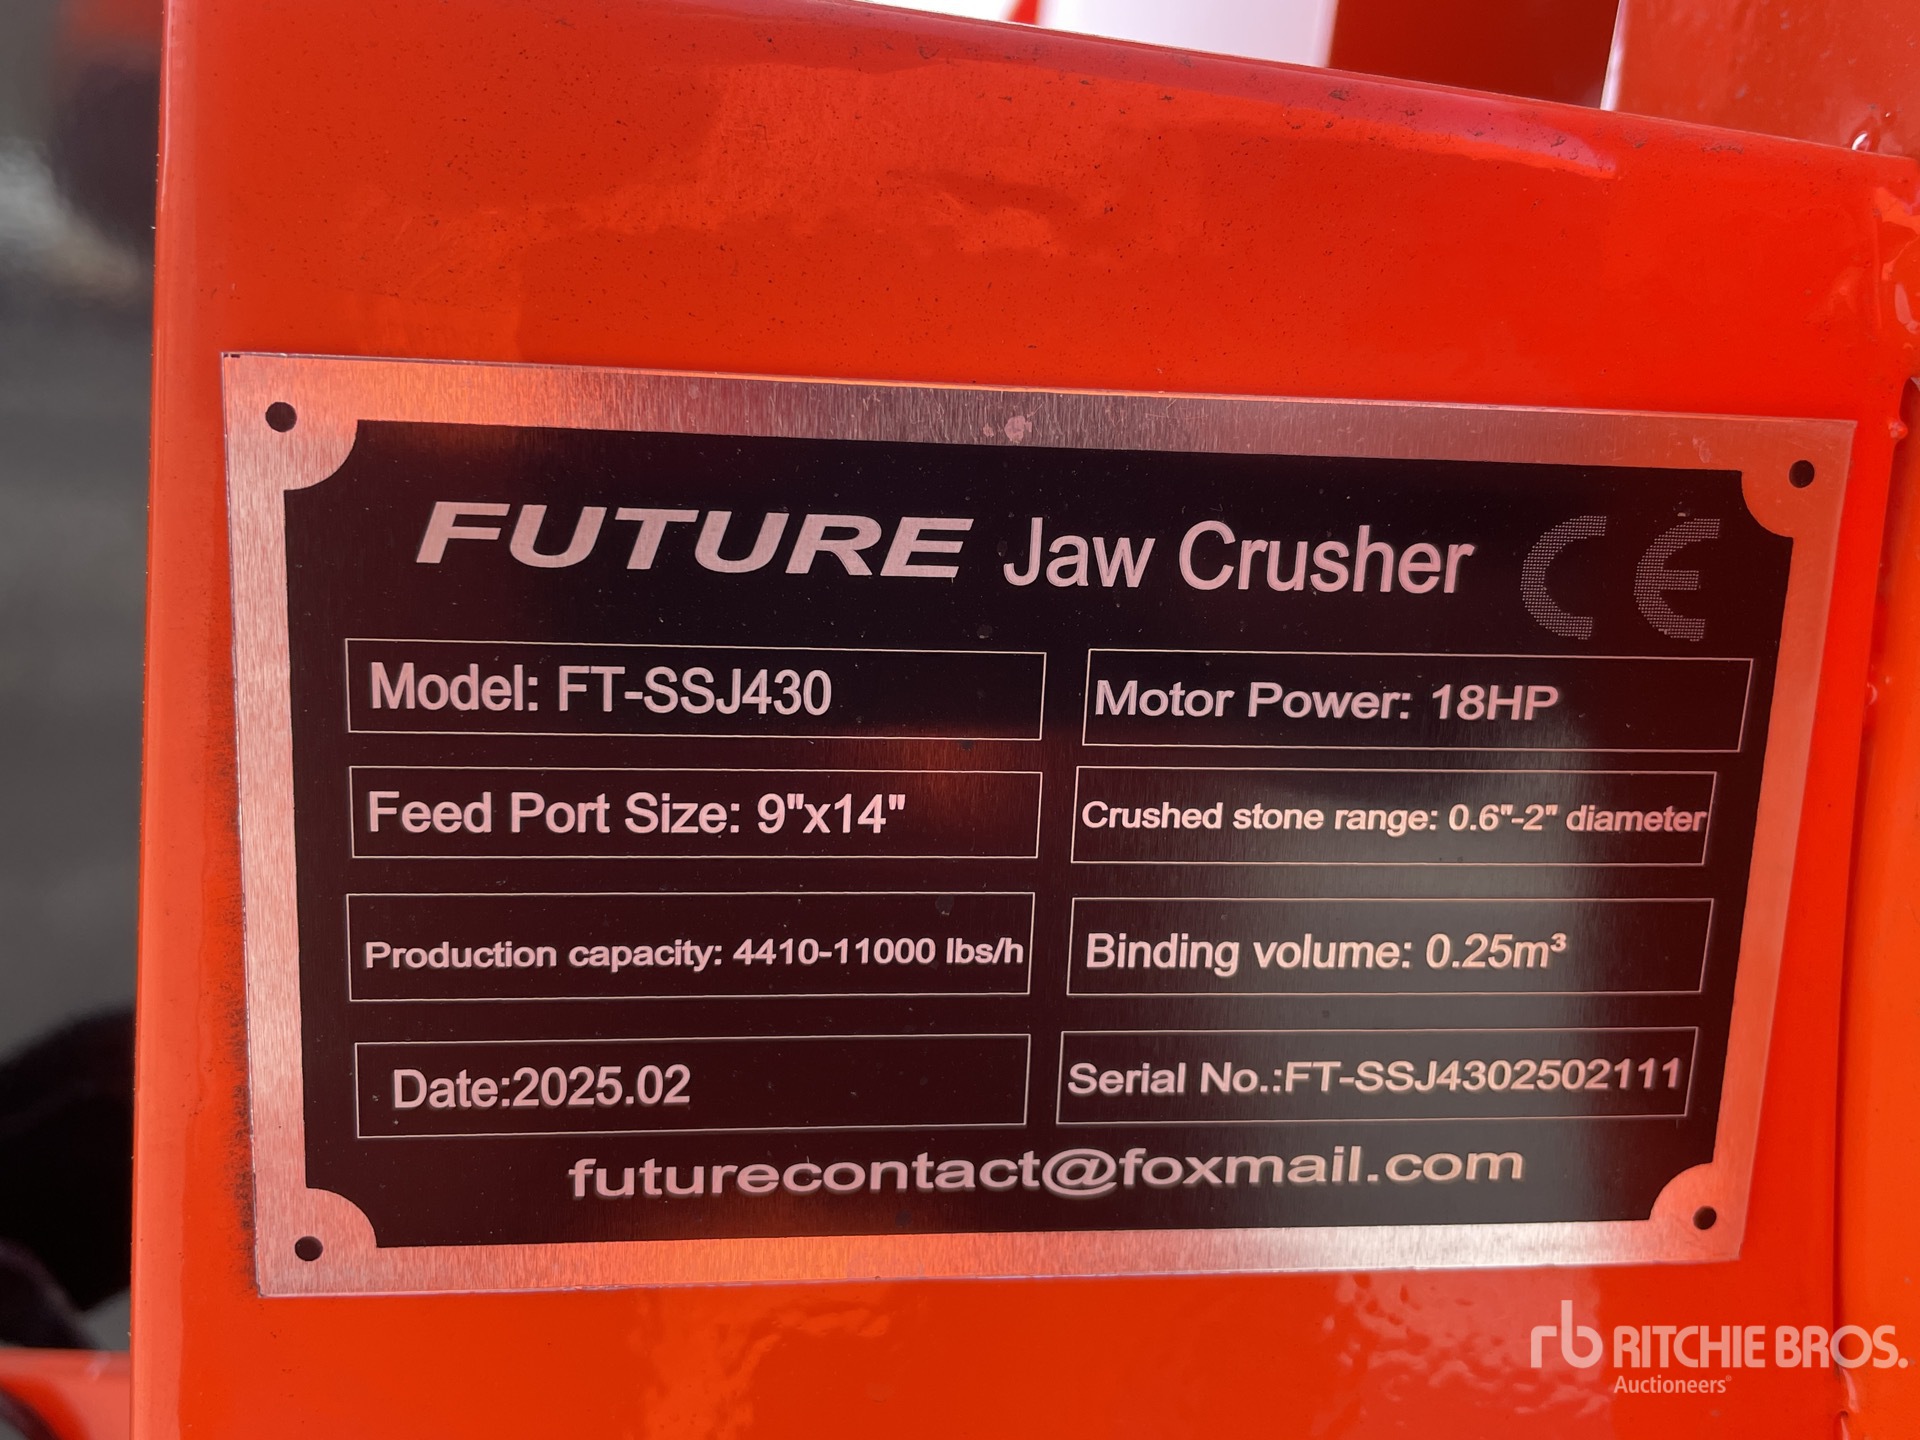 FUTURE Jaw Crusher CE
Model: FT-SSJ430
Motor Power: 18HP
Feed Port Size: 9"x14"
Crushed stone range: 0.6"-2" diameter
Production capacity: 4410-11000 lbs/h
Binding volume: 0.25m³
Date:2025.02
Serial No.:FT-SSJ4302502111
futurecontact@foxmail.com
rb RITCHIE BROS.
Auctioneers